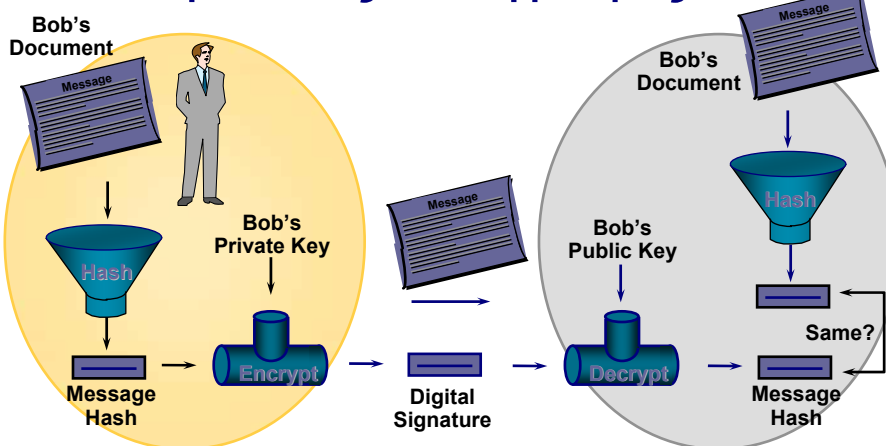 Bob's
Document
Message
Hash
Bob's
Private Key
Encrypt
Message
Hash
Message
Digital
Signature
Bob's
Document
Message
Hash
Bob's
Public Key
Decrypt
Same?
Message
Hash